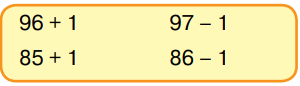 96 + 1 97 – 1
85 + 1 86 – 1